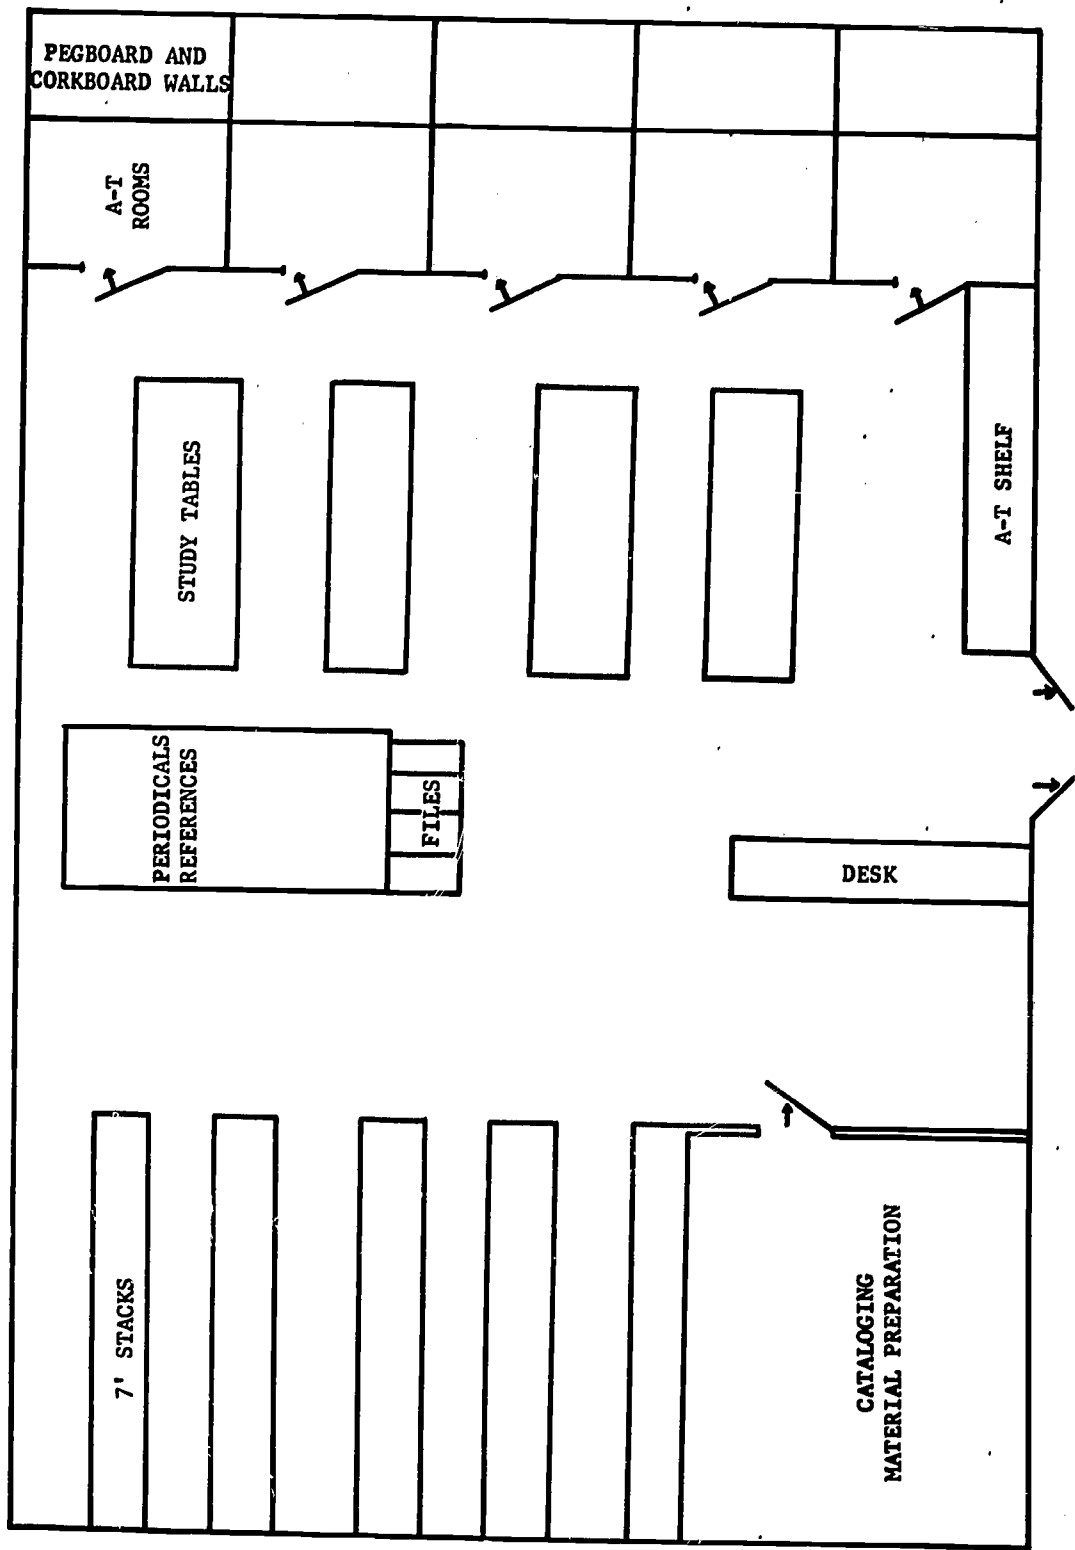 PEGBOARD AND
CORKBOARD WALLS
A-T
ROOMS
STUDY TABLES
A-T SHELF
PERIODICALS
REFERENCES
FILES
DESK
7' STACKS
CATALOGING
MATERIAL PREPARATION